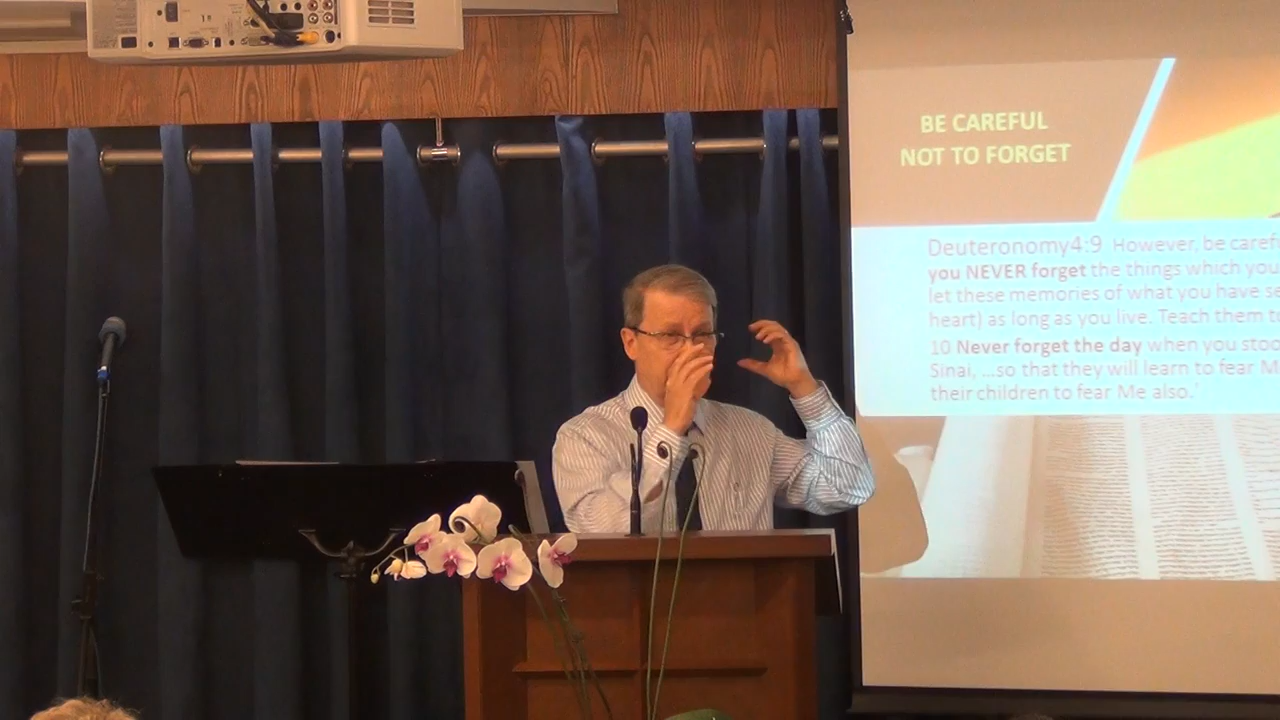 BE CAREFUL
NOT TO FORGET
Deuteronomy4:9 However, be caref
you NEVER forget the things which you
let these memories of what you have se
heart) as long as you live. Teach them to
10 Never forget the day when you stoo
Sinai, ...so that they will learn to fear M
their children to fear Me also.'